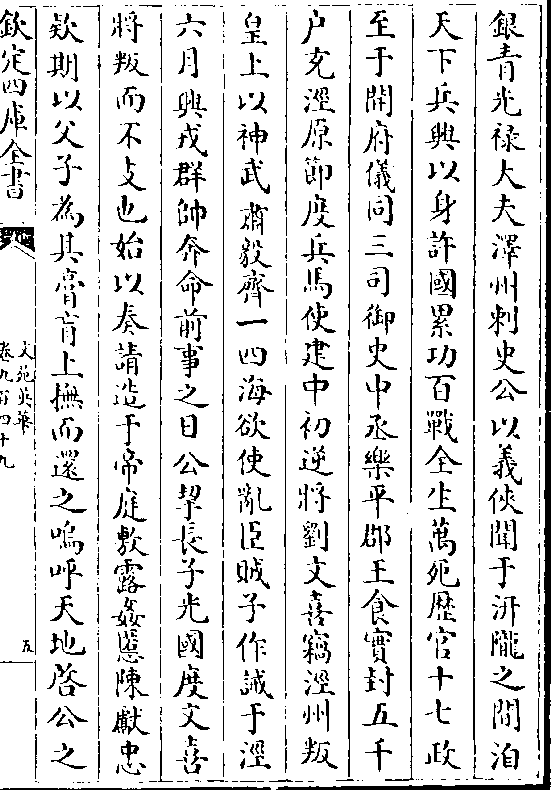 銀青光禄大夫澤州刺史公以義俠聞于汧隴之間洎
天下兵興以身許國累功百戰全生萬死歴官十七政
至于開府儀同三司御史中丞樂平郡王食實封五千
户充涇原節度兵馬使建中初逆將劉文喜竊涇州叛
皇上以神武肅毅齊一四海欲使亂臣賊子作誡于涇
六月興戎群帥奔命前事之日公挈長子光國度文喜
將叛而不攴也始以奏請造于帝庭敷露姦慝陳獻忠
欵期以父子為其膏肓上撫而還之嗚呼天地啓公之
欽定四庫全書
文苑英華
卷九百四十九
五